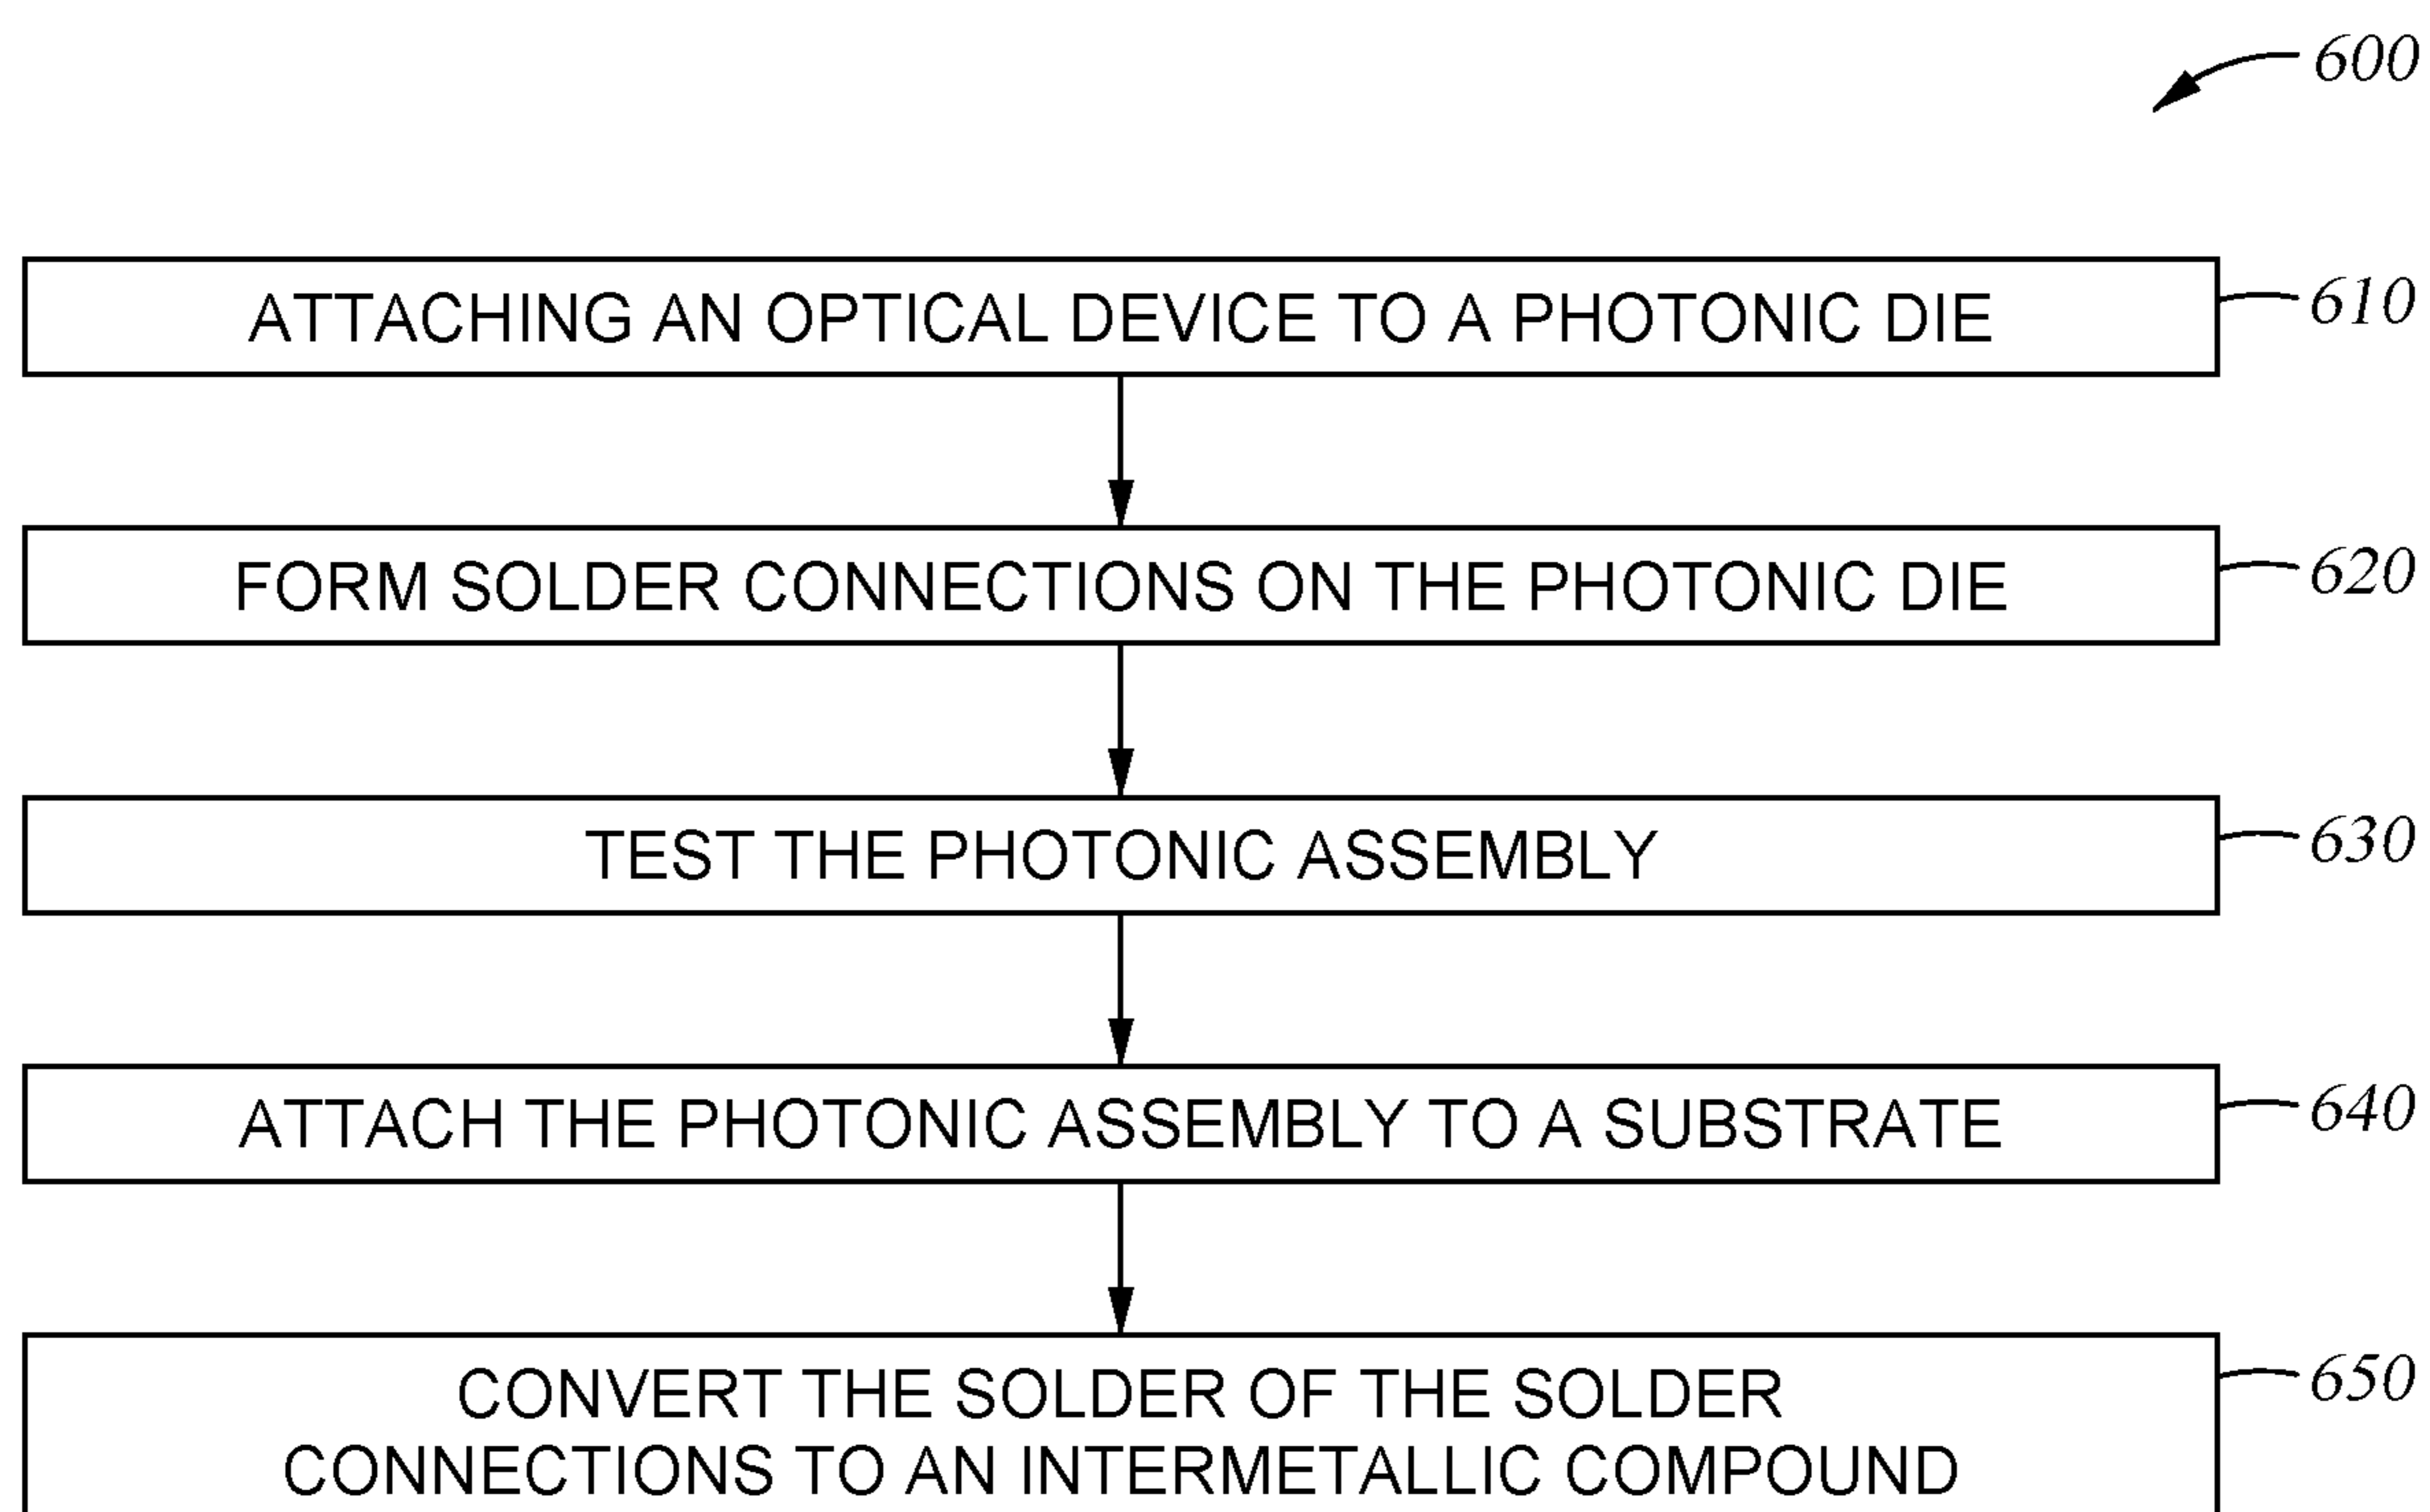 600
ATTACHING AN OPTICAL DEVICE TO A PHOTONIC DIE
610
FORM SOLDER CONNECTIONS ON THE PHOTONIC DIE
620
TEST THE PHOTONIC ASSEMBLY
630
ATTACH THE PHOTONIC ASSEMBLY TO A SUBSTRATE
640
CONVERT THE SOLDER OF THE SOLDER
650
CONNECTIONS TO AN INTERMETALLIC COMPOUND